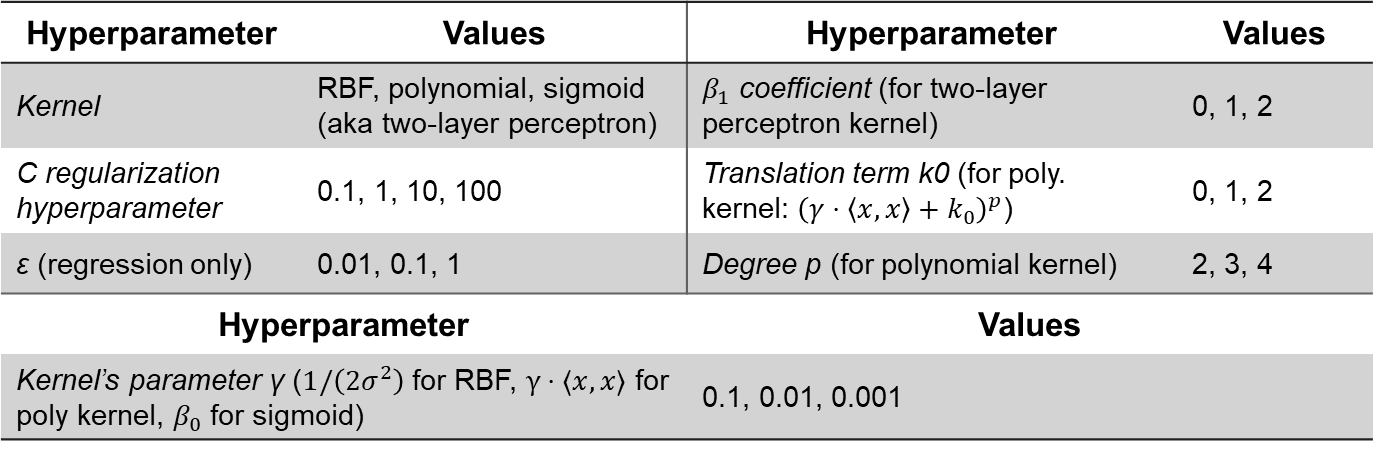 Hyperparameter Values Hyperparameter Values
Kernel
RBF, polynomial, sigmoid
(aka two-layer perceptron)
β₁ coefficient (for two-layer
perceptron kernel)
0, 1, 2
C regularization
hyperparameter
0.1, 1, 10, 100
Translation term k0 (for poly.
kernel: (γ · ⟨x, x⟩ + k₀)ᵖ)
0, 1, 2
ε (regression only)
0.01, 0.1, 1
Degree p (for polynomial kernel)
2, 3, 4
Hyperparameter Values
Kernel’s parameter γ (1/(2σ²) for RBF, γ · ⟨x, x⟩ for
poly kernel, β₀ for sigmoid)
0.1, 0.01, 0.001